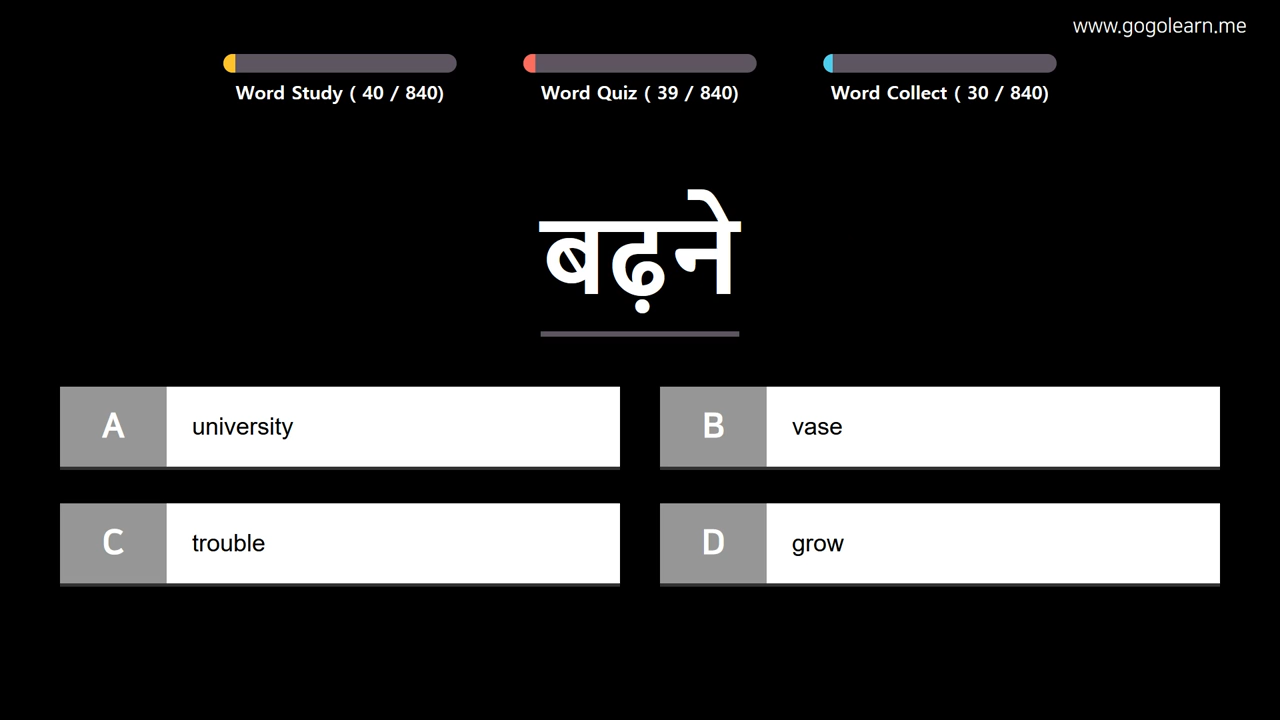 www.gogolearn.me
Word Study ( 40 / 840)
Word Quiz ( 39 / 840)
Word Collect ( 30 / 840)
बढ़ने
A university
B vase
C trouble
D grow